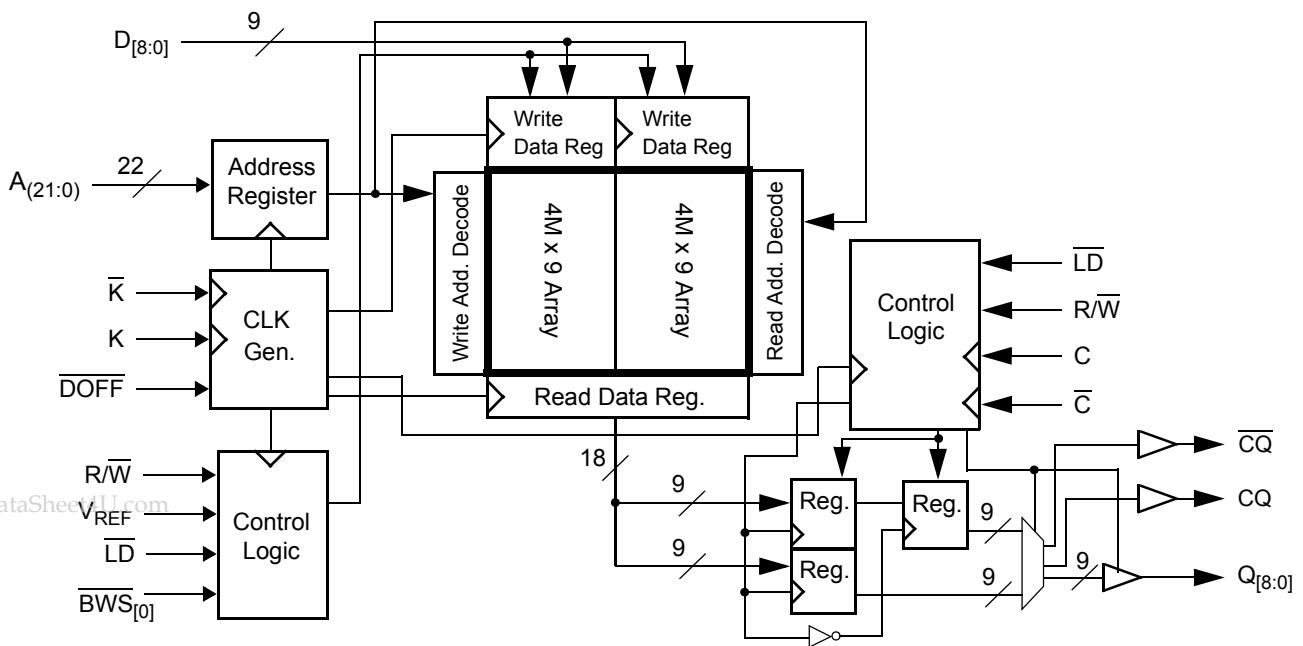 D[8:0]
9
A(21:0)
22
Address
Register
Write
Data Reg
Write
Data Reg
Write Add. Decode
4M x 9 Array
4M x 9 Array
Read Add. Decode
K
K
DOFF
CLK
Gen.
Read Data Reg.
Control
Logic
LD
R/W
C
C
R/W
VREF
LD
BWS[0]
Control
Logic
18
9
9
Reg.
Reg.
Reg.
9
9
9
CQ
CQ
Q[8:0]
ataSheet4U.com